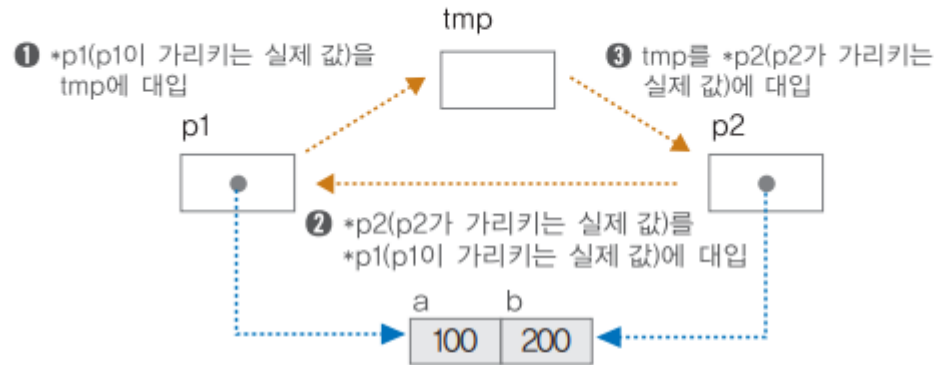 tmp
❶ *p1(p1이 가리키는 실제 값)을
tmp에 대입
❸ tmp를 *p2(p2가 가리키는
실제 값)에 대입
p1
p2
❷ *p2(p2가 가리키는 실제 값)를
*p1(p1이 가리키는 실제 값)에 대입
a b
100 200